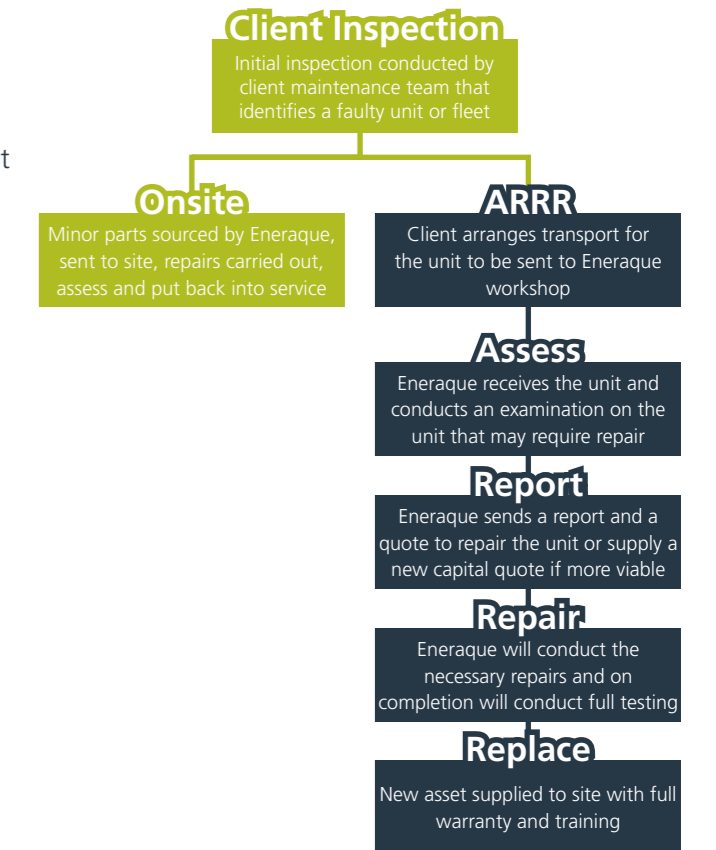 Client Inspection
Initial inspection conducted by
client maintenance team that
identifies a faulty unit or fleet
t
Onsite
Minor parts sourced by Eneraque,
sent to site, repairs carried out,
assess and put back into service
ARRR
Client arranges transport for
the unit to be sent to Eneraque
workshop
Assess
Eneraque receives the unit and
conducts an examination on the
unit that may require repair
Report
Eneraque sends a report and a
quote to repair the unit or supply a
new capital quote if more viable
Repair
Eneraque will conduct the
necessary repairs and on
completion will conduct full testing
Replace
New asset supplied to site with full
warranty and training